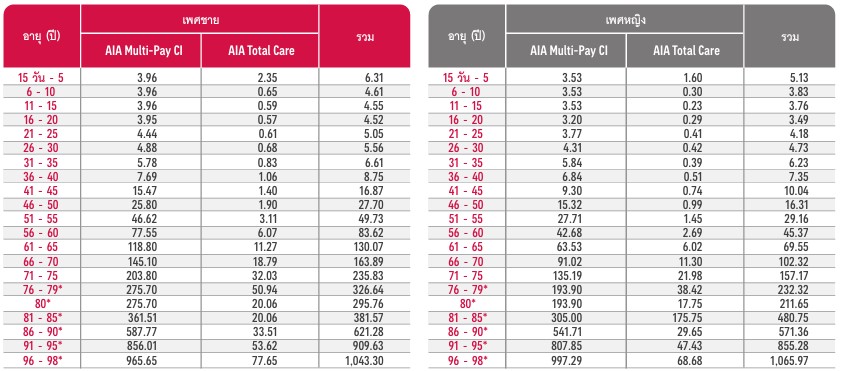 อายุ (ปี) เพศชาย รวม
AIA Multi-Pay CI AIA Total Care
15 วัน - 5 3.96 2.35 6.31
6 - 10 3.96 0.65 4.61
11 - 15 3.96 0.59 4.55
16 - 20 3.95 0.57 4.52
21 - 25 4.44 0.61 5.05
26 - 30 4.88 0.68 5.56
31 - 35 5.78 0.83 6.61
36 - 40 7.69 1.06 8.75
41 - 45 15.47 1.40 16.87
46 - 50 25.80 1.90 27.70
51 - 55 46.62 3.11 49.73
56 - 60 77.55 6.07 83.62
61 - 65 118.80 11.27 130.07
66 - 70 145.10 18.79 163.89
71 - 75 203.80 32.03 235.83
76 - 79* 275.70 50.94 326.64
80* 275.70 20.06 295.76
81 - 85* 361.51 20.06 381.57
86 - 90* 587.77 33.51 621.28
91 - 95* 856.01 53.62 909.63
96 - 98* 965.65 77.65 1,043.30
อายุ (ปี) เพศหญิง รวม
AIA Multi-Pay CI AIA Total Care
15 วัน - 5 3.53 1.60 5.13
6 - 10 3.53 0.30 3.83
11 - 15 3.53 0.23 3.76
16 - 20 3.20 0.29 3.49
21 - 25 3.77 0.41 4.18
26 - 30 4.31 0.42 4.73
31 - 35 5.84 0.39 6.23
36 - 40 6.84 0.51 7.35
41 - 45 9.30 0.74 10.04
46 - 50 15.32 0.99 16.31
51 - 55 27.71 1.45 29.16
56 - 60 42.68 2.69 45.37
61 - 65 63.53 6.02 69.55
66 - 70 91.02 11.30 102.32
71 - 75 135.19 21.98 157.17
76 - 79* 193.90 38.42 232.32
80* 193.90 17.75 211.65
81 - 85* 305.00 175.75 480.75
86 - 90* 541.71 29.65 571.36
91 - 95* 807.85 47.43 855.28
96 - 98* 997.29 68.68 1,065.97